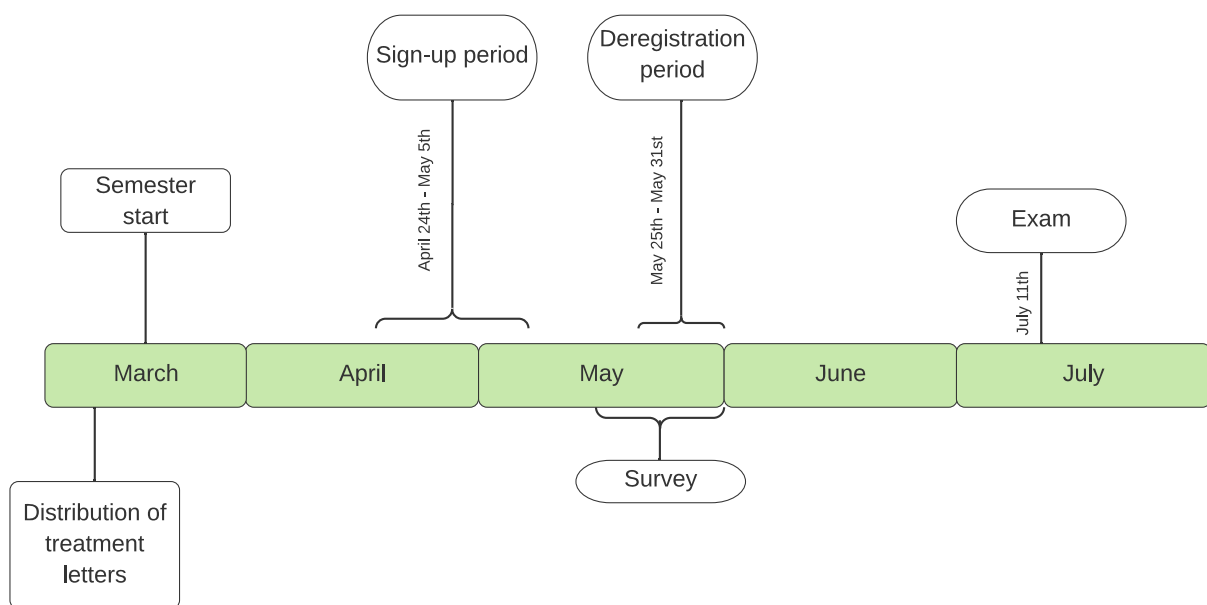 Sign-up period
Deregistration
period
April 24th - May 5th
May 25th - May 31st
Semester
start
Exam
July 11th
March
April
May
June
July
Survey
Distribution of
treatment
letters